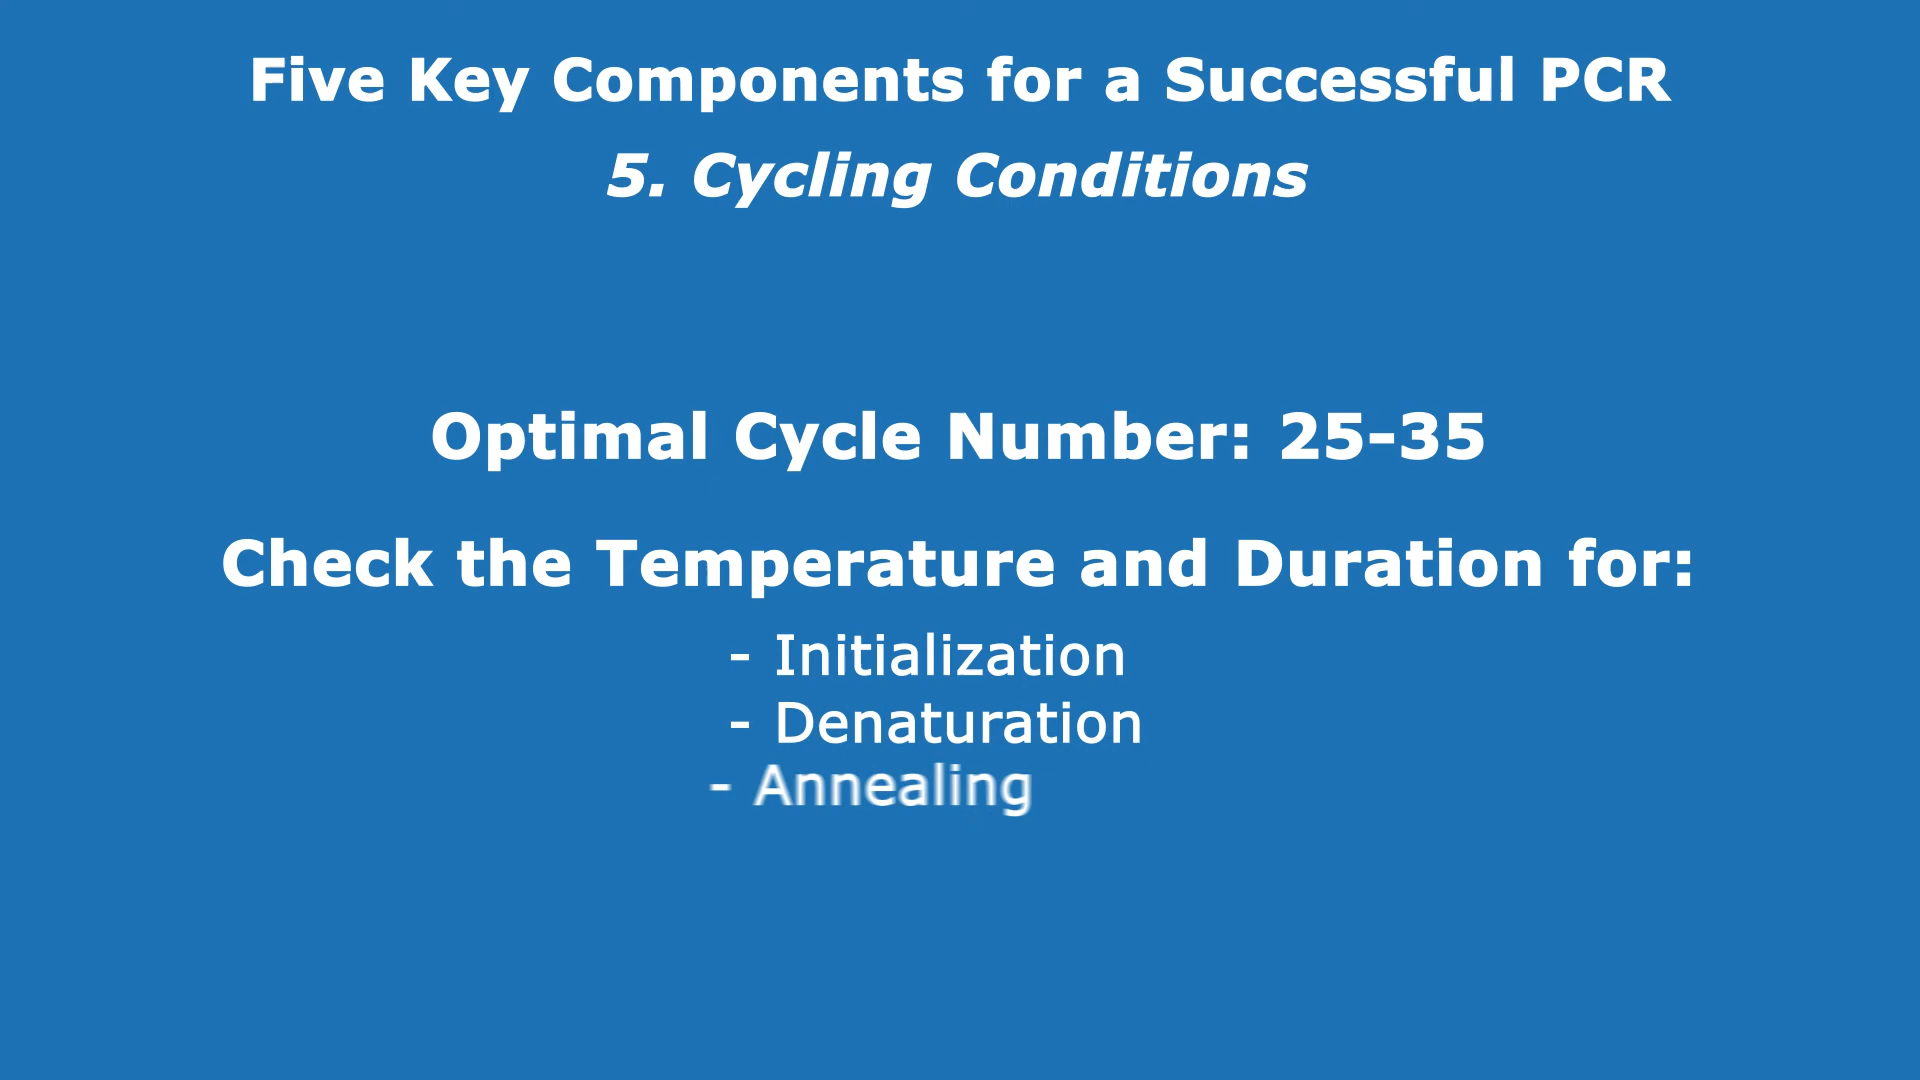 Five Key Components for a Successful PCR
5. Cycling Conditions
Optimal Cycle Number: 25-35
Check the Temperature and Duration for:
- Initialization
- Denaturation
- Annealing